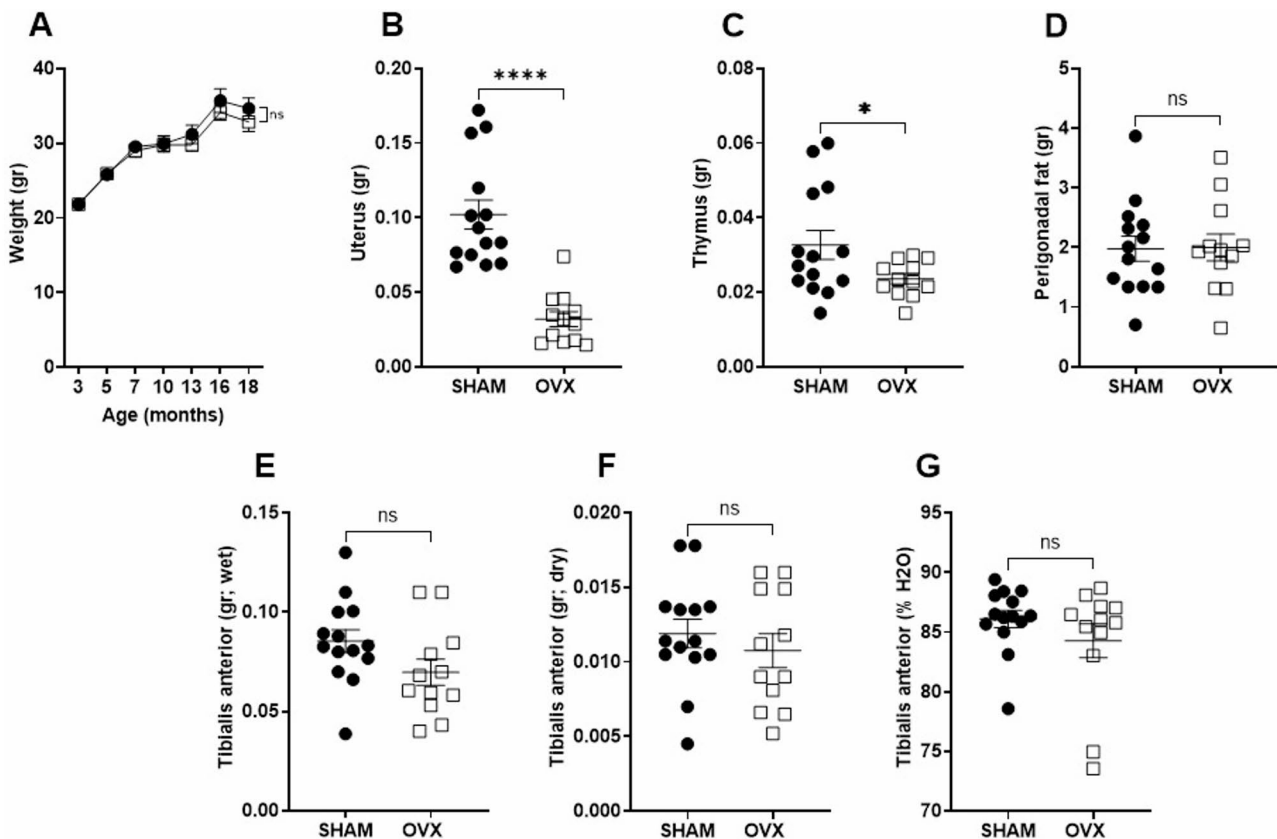 A
Weight (gr)
40
30
20
10
0
ns
3 5 7 10 13 16 18
Age (months)
B
Uterus (gr)
0.20
0.15
0.10
0.05
0.00
****
SHAM OVX
C
Thymus (gr)
0.08
0.06
0.04
0.02
0.00
*
SHAM OVX
D
Perigonadal fat (gr)
5
4
3
2
1
0
ns
SHAM OVX
E
Tibialis anterior (gr; wet)
0.15
0.10
0.05
0.00
ns
SHAM OVX
F
Tibialis anterior (gr; dry)
0.020
0.015
0.010
0.005
0.000
ns
SHAM OVX
G
Tibialis anterior (% H2O)
95
90
85
80
75
70
ns
SHAM OVX